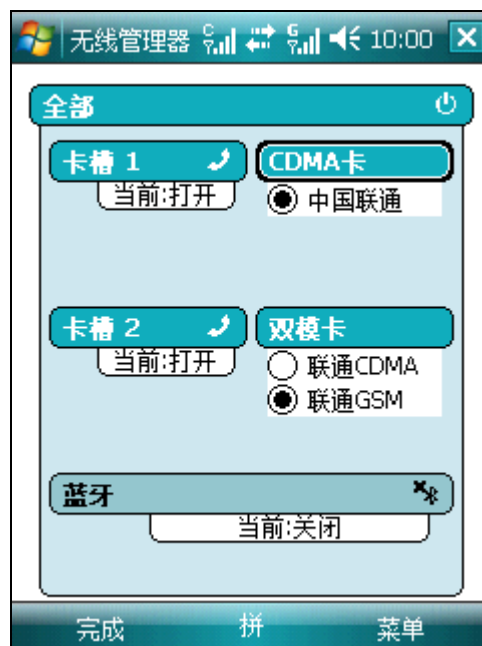 无线管理器 C G 10:00
全部
卡槽 1 CDMA卡
当前:打开 中国联通
卡槽 2 双模卡
当前:打开 联通CDMA
联通GSM
蓝牙
当前:关闭
完成 拼 菜单